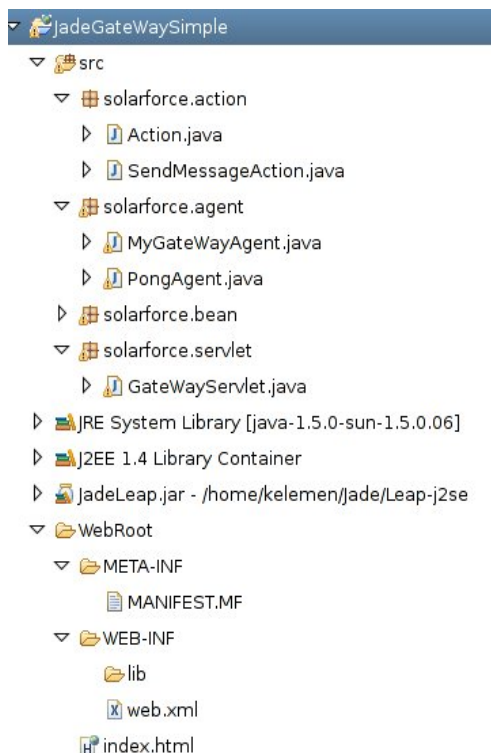 JadeGateWaySimple
src
solarforce.action
Action.java
SendMessageAction.java
solarforce.agent
MyGateWayAgent.java
PongAgent.java
solarforce.bean
solarforce.servlet
GateWayServlet.java
JRE System Library [java-1.5.0-sun-1.5.0.06]
J2EE 1.4 Library Container
JadeLeap.jar - /home/kelemen/Jade/Leap-j2se
WebRoot
META-INF
MANIFEST.MF
WEB-INF
lib
web.xml
index.html